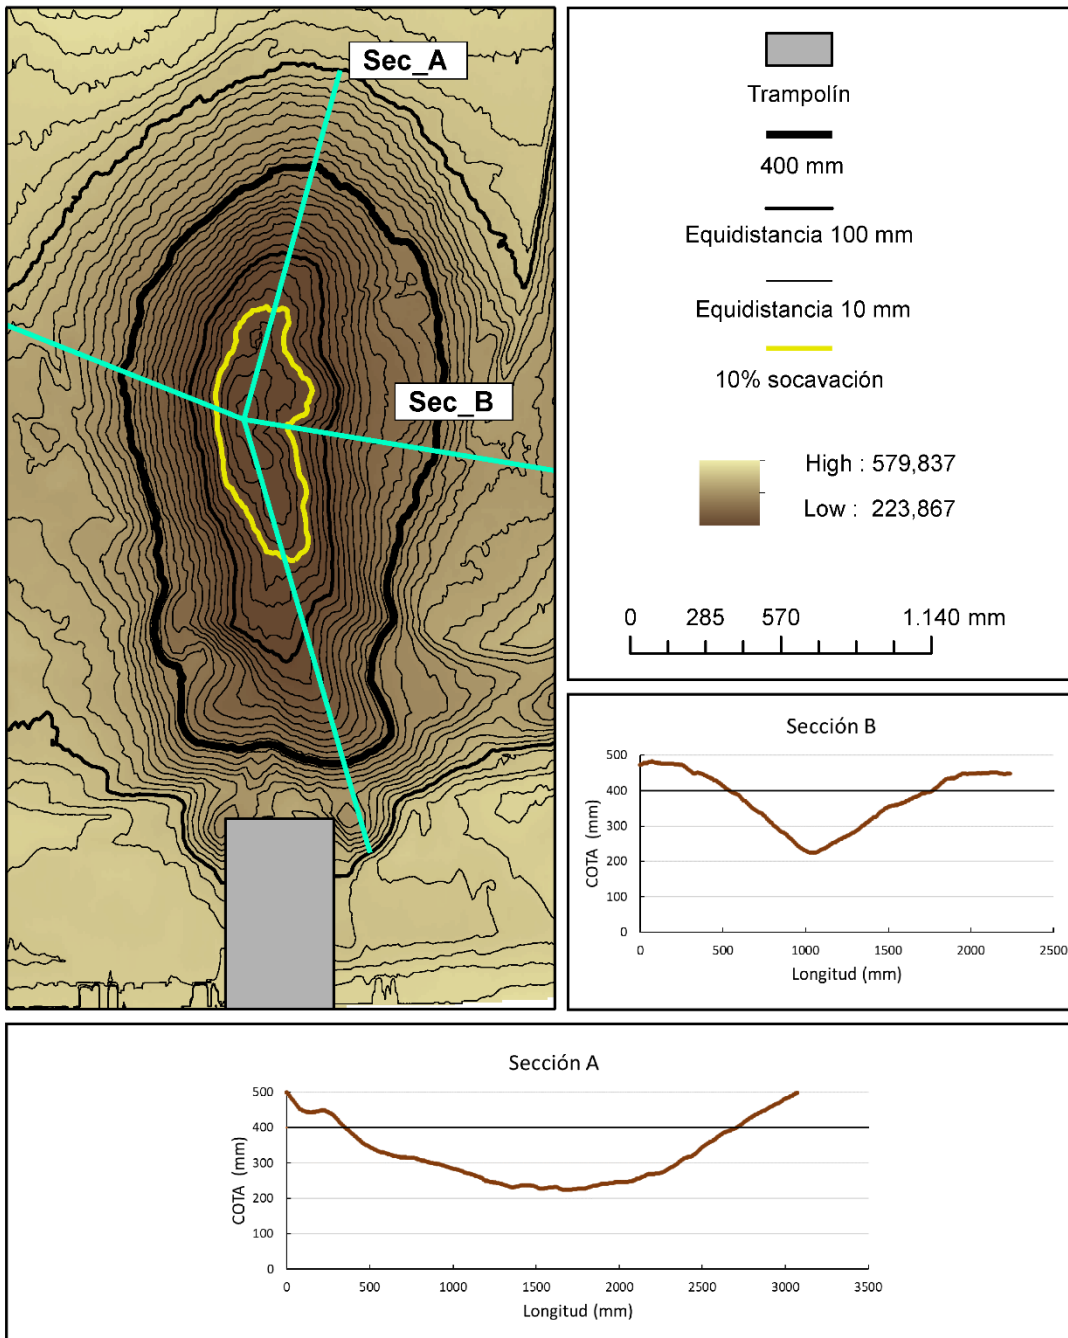 Sec_A
Sec_B
Trampolín
400 mm
Equidistancia 100 mm
Equidistancia 10 mm
10% socavación
High : 579,837
Low : 223,867
0 285 570 1.140 mm
Sección B
500
400
300
200
100
0
COTA (mm)
0 500 1000 1500 2000 2500
Longitud (mm)
Sección A
500
400
300
200
100
0
COTA (mm)
0 500 1000 1500 2000 2500 3000 3500
Longitud (mm)